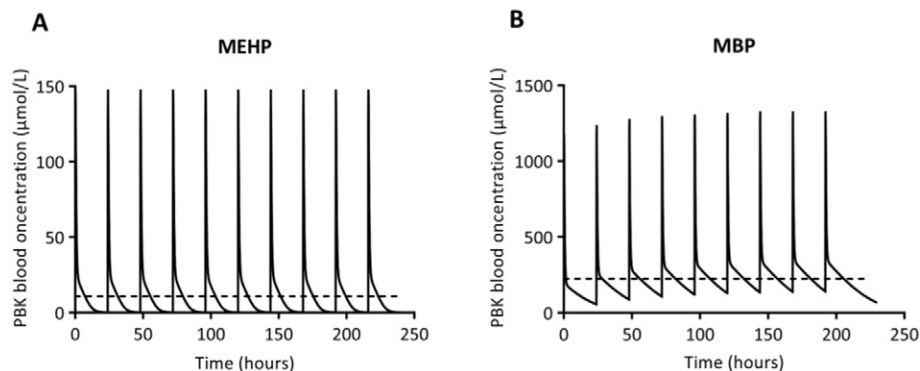 A
MEHP
PBK blood oncentration (µmol/L)
150
100
50
0
0 50 100 150 200 250
Time (hours)
B
MBP
PBK blood oncentration (µmol/L)
1500
1000
500
0
0 50 100 150 200 250
Time (hours)